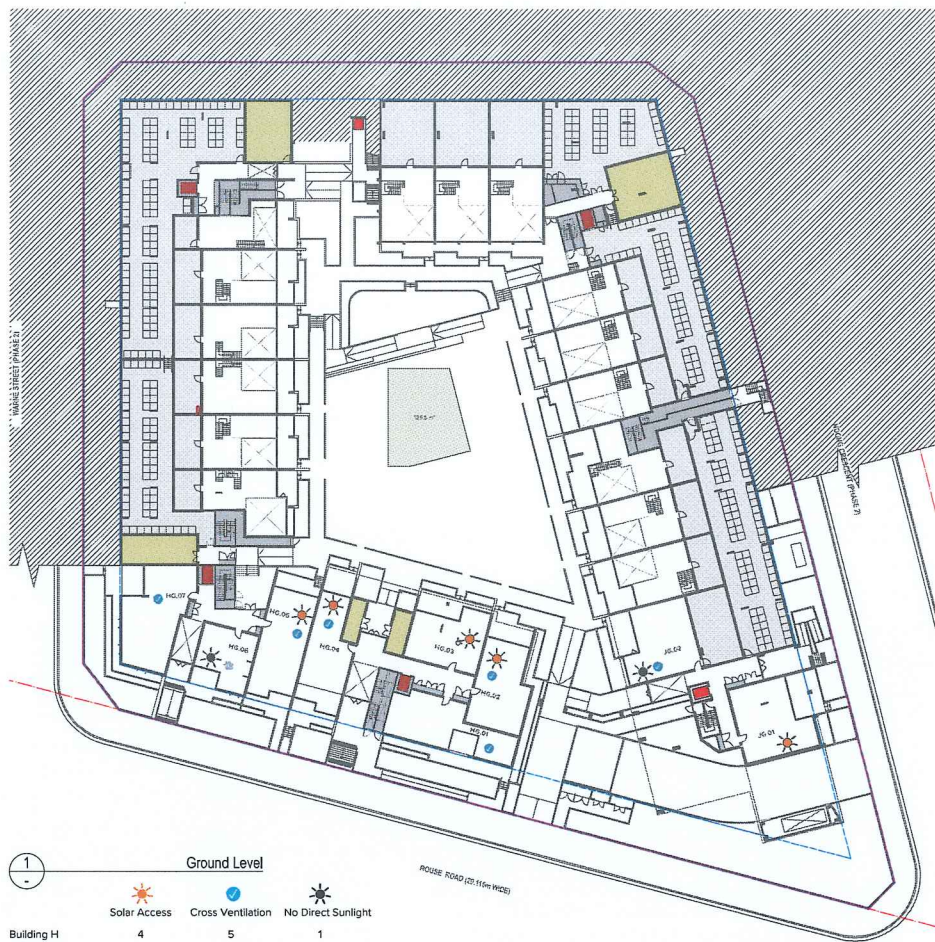 129.5 m²
WARRE STREET (PHASE 2)
HG.07
HG.06
HG.05
HG.04
HG.03
HG.02
HG.01
JG.02
JG.01
ROUSE ROAD (20.116m WIDE)
1
-
Ground Level
Solar Access
Cross Ventilation
No Direct Sunlight
Building H
4
5
1